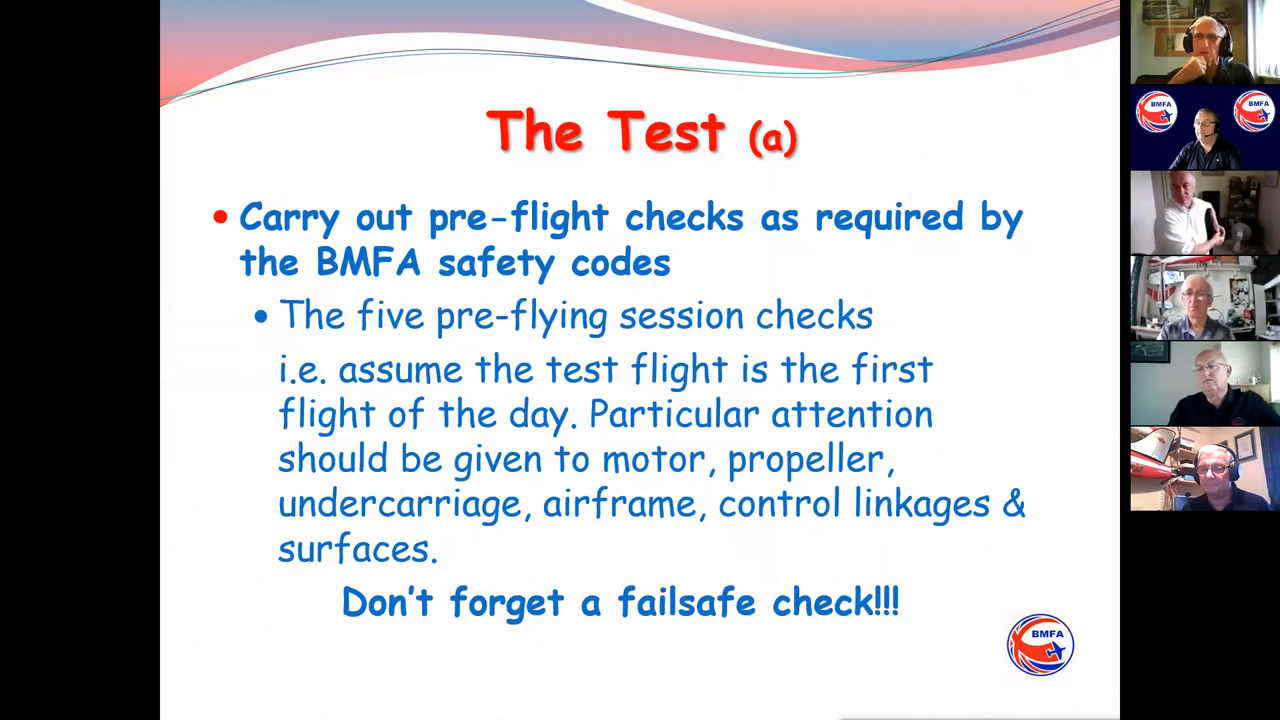 The Test (a)
• Carry out pre-flight checks as required by
the BMFA safety codes
• The five pre-flying session checks
i.e. assume the test flight is the first
flight of the day. Particular attention
should be given to motor, propeller,
undercarriage, airframe, control linkages &
surfaces.
Don't forget a failsafe check!!!
BMFA
BMFA
BMFA